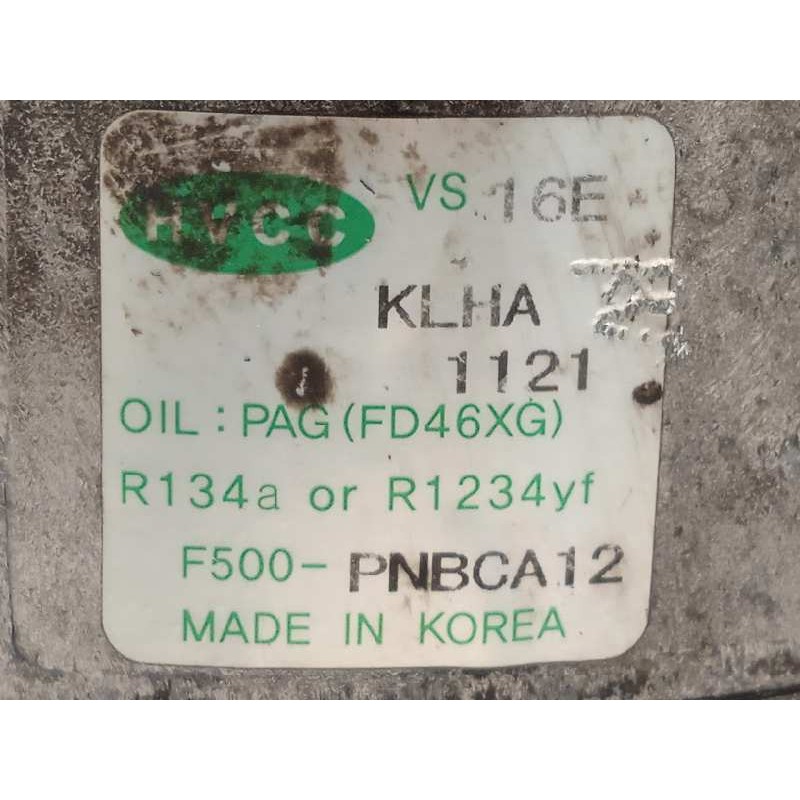 HVCC
VS 16E
KLHA
1121
OIL : PAG (FD46XG)
R134a or R1234yf
F500-PNBCA12
MADE IN KOREA